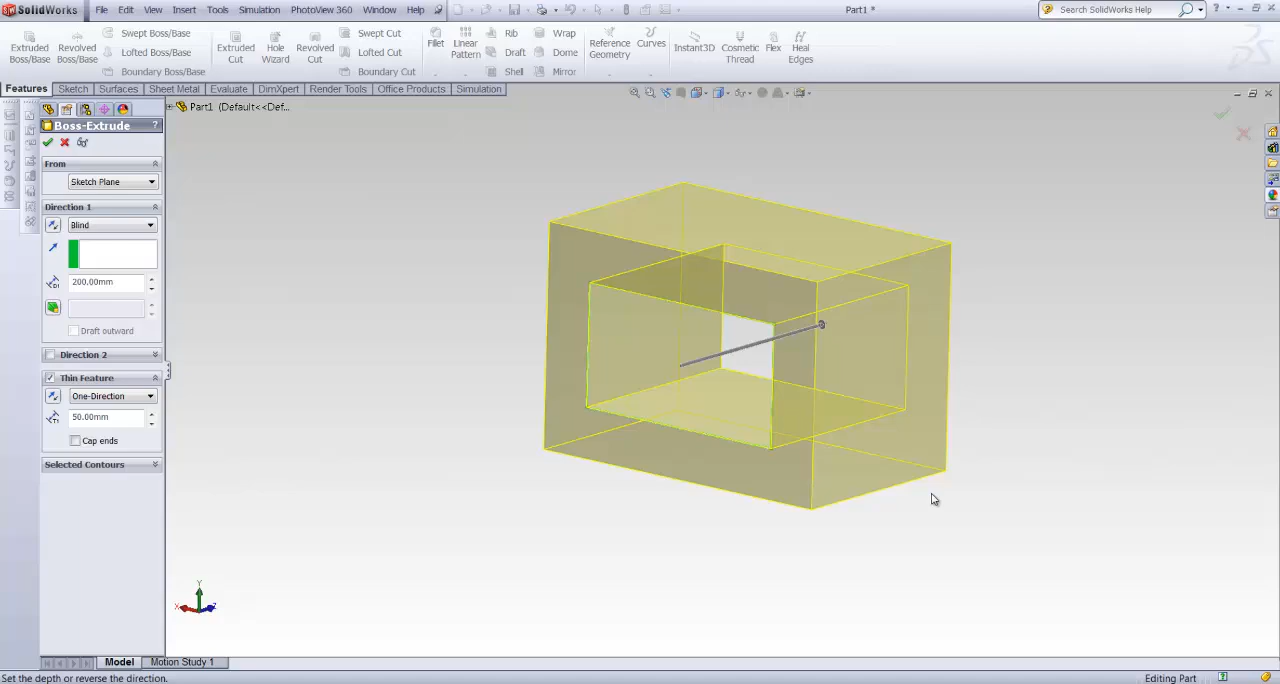 SolidWorks File Edit View Insert Tools Simulation PhotoView 360 Window Help Part1 * Search SolidWorks Help
Extruded Boss/Base
Revolved Boss/Base
Swept Boss/Base
Lofted Boss/Base
Boundary Boss/Base
Extruded Cut
Hole Wizard
Revolved Cut
Swept Cut
Lofted Cut
Boundary Cut
Fillet
Linear Pattern
Rib
Draft
Shell
Wrap
Dome
Mirror
Reference Geometry
Curves
Instant3D
Cosmetic Thread
Flex
Heal Edges
Features Sketch Surfaces Sheet Metal Evaluate DimXpert Render Tools Office Products Simulation
Part1 (Default<<Def...
Boss-Extrude ?
From
Sketch Plane
Direction 1
Blind
200.00mm
Draft outward
Direction 2
Thin Feature
One-Direction
50.00mm
Cap ends
Selected Contours
Y
X
Z
Model Motion Study 1
Set the depth or reverse the direction. Editing Part